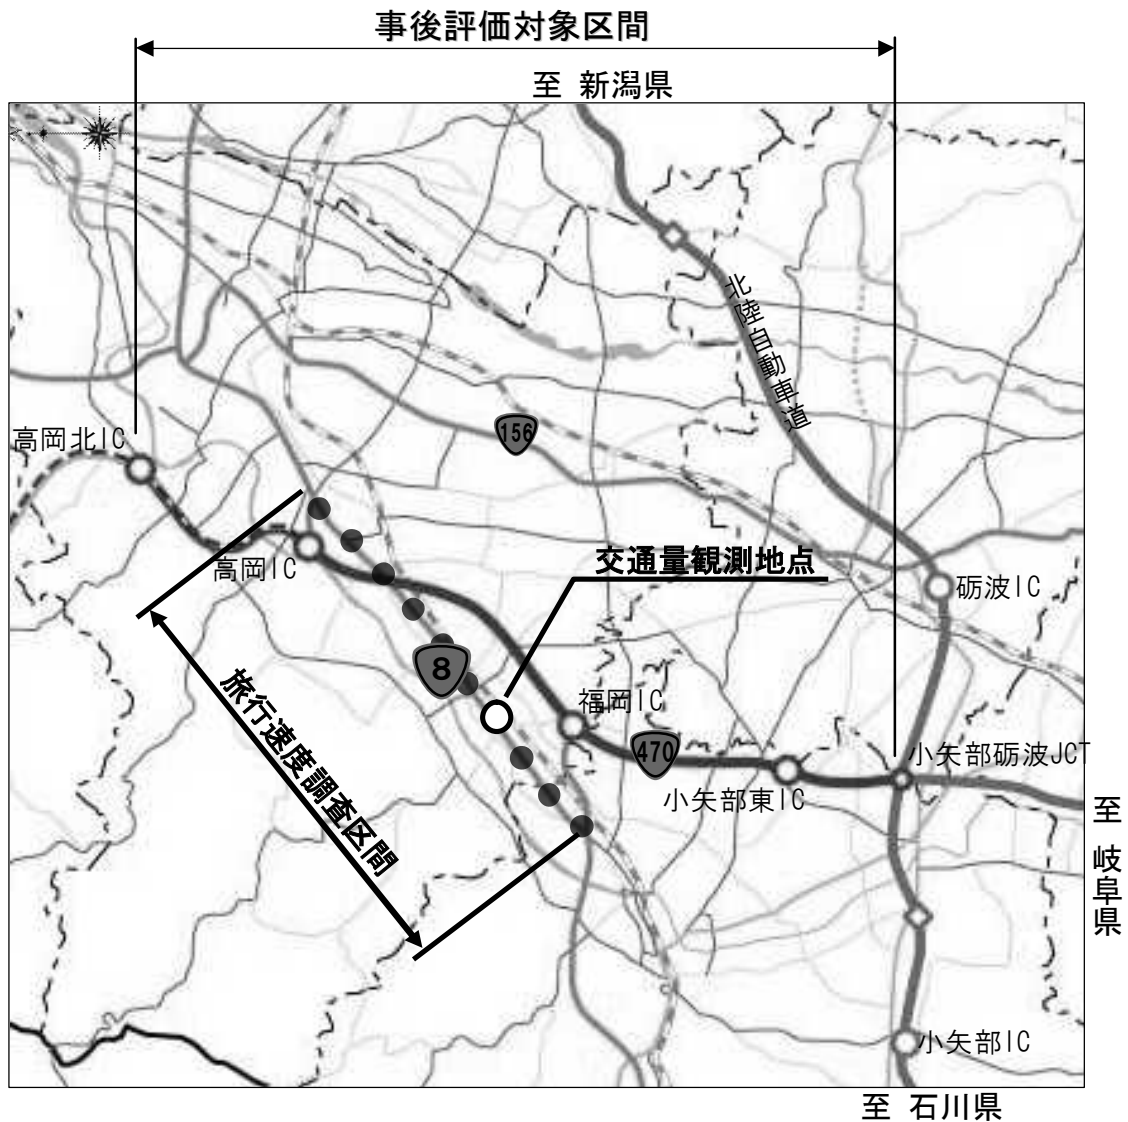 事後評価対象区間
至 新潟県
北陸自動車道
高岡北IC
156
高岡IC
交通量観測地点
砺波IC
8
旅行速度調査区間
福岡IC
470
小矢部砺波JCT
小矢部東IC
至 岐阜県
小矢部IC
至 石川県